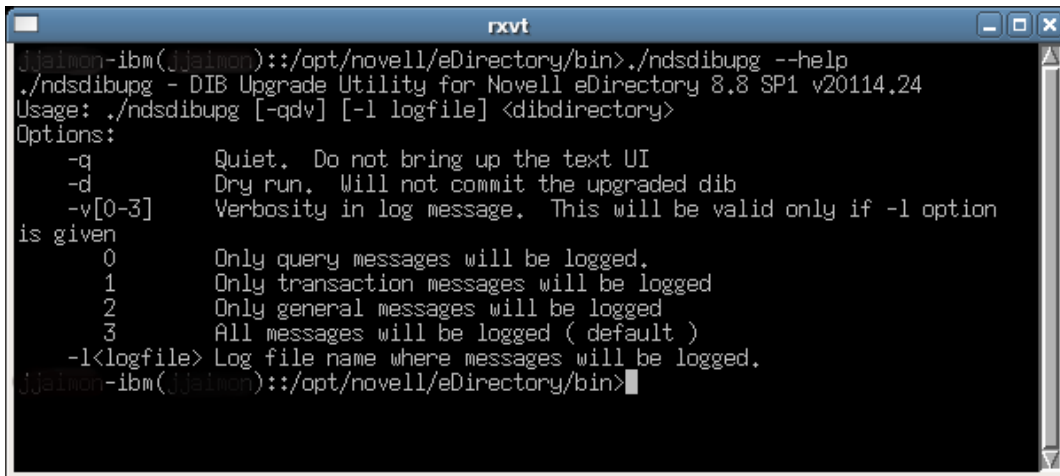 rxvt
-ibm( )::/opt/novell/eDirectory/bin>./ndsdibupg --help
./ndsdibupg - DIB Upgrade Utility for Novell eDirectory 8.8 SP1 v20114.24
Usage: ./ndsdibupg [-qdv] [-l logfile] <dibdirectory>
Options:
-q Quiet. Do not bring up the text UI
-d Dry run. Will not commit the upgraded dib
-v[0-3] Verbosity in log message. This will be valid only if -l option
is given
0 Only query messages will be logged.
1 Only transaction messages will be logged
2 Only general messages will be logged
3 All messages will be logged ( default )
-l<logfile> Log file name where messages will be logged.
-ibm( )::/opt/novell/eDirectory/bin>